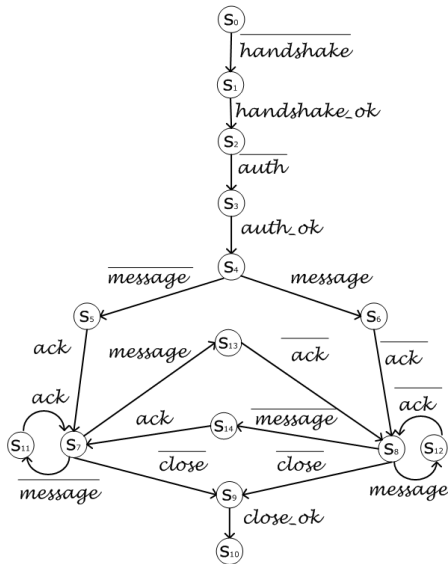 S0
handshake
S1
handshake_ok
S2
auth
S3
auth_ok
S4
message message
S5 S6
ack message S13 ack ack
ack ack
S11 S7 ack S14 message S8 S12
message close close message
S9
close_ok
S10